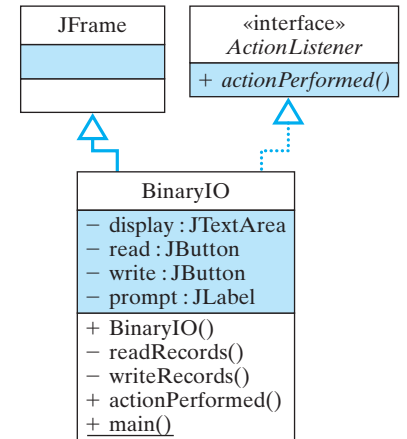 JFrame
«interface»
ActionListener
+ actionPerformed()
BinaryIO
− display : JTextArea
− read : JButton
− write : JButton
− prompt : JLabel
+ BinaryIO()
− readRecords()
− writeRecords()
+ actionPerformed()
+ main()